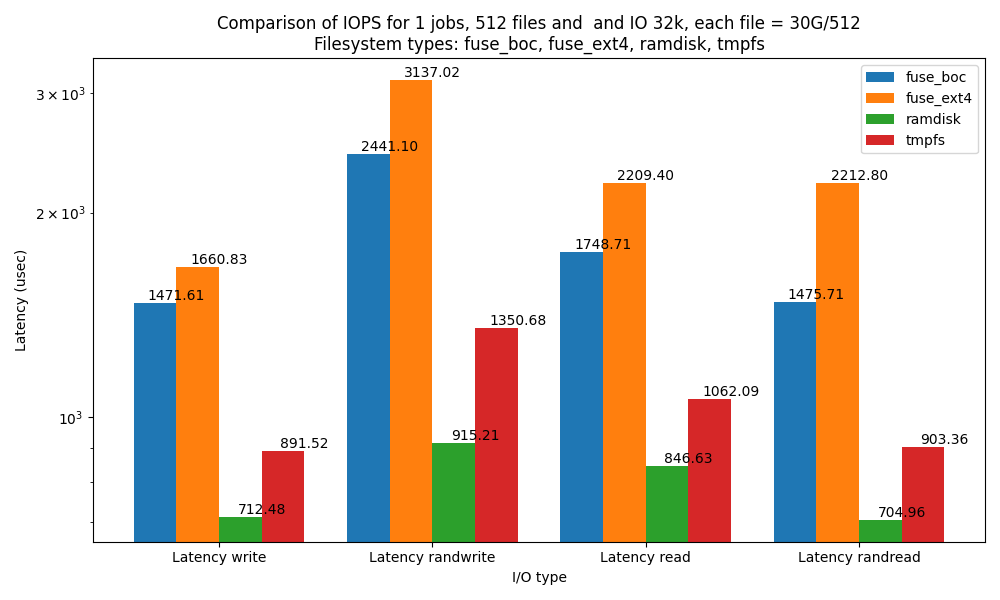 Comparison of IOPS for 1 jobs, 512 files and  and IO 32k, each file = 30G/512
Filesystem types: fuse_boc, fuse_ext4, ramdisk, tmpfs
fuse_boc
fuse_ext4
ramdisk
tmpfs
3 × 10³
2 × 10³
10³
Latency (usec)
1471.61
1660.83
712.48
891.52
2441.10
3137.02
915.21
1350.68
1748.71
2209.40
846.63
1062.09
1475.71
2212.80
704.96
903.36
Latency write
Latency randwrite
Latency read
Latency randread
I/O type